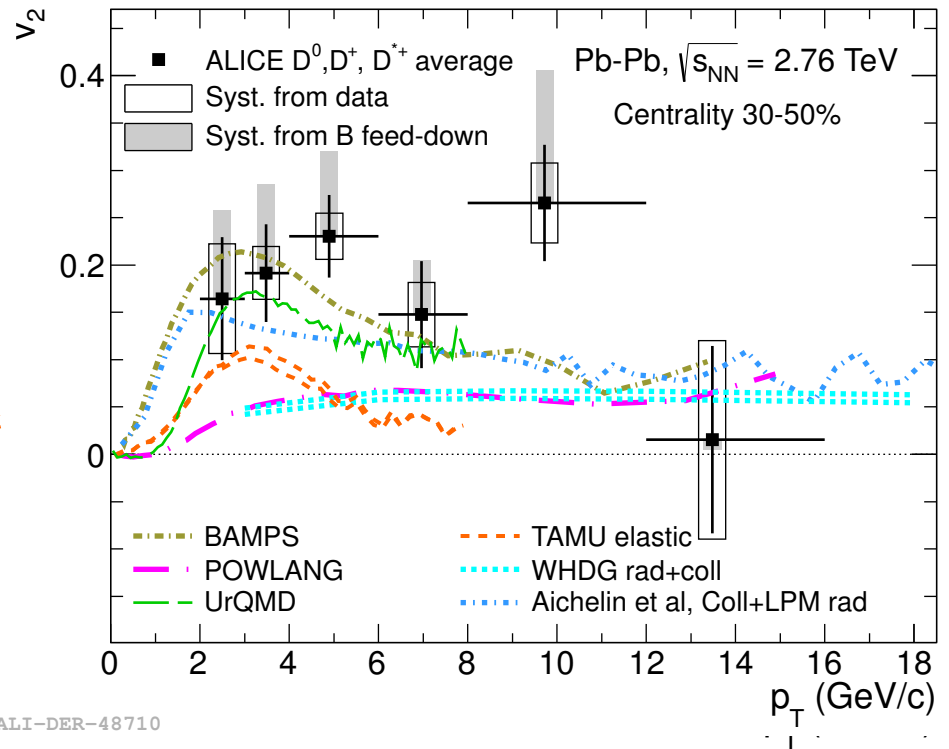 v2
0.4
0.2
0
ALICE D⁰,D⁺, D*⁺ average
Syst. from data
Syst. from B feed-down
Pb-Pb, √sNN = 2.76 TeV
Centrality 30-50%
BAMPS
POWLANG
UrQMD
TAMU elastic
WHDG rad+coll
Aichelin et al, Coll+LPM rad
0 2 4 6 8 10 12 14 16 18
pT (GeV/c)
ALI-DER-48710